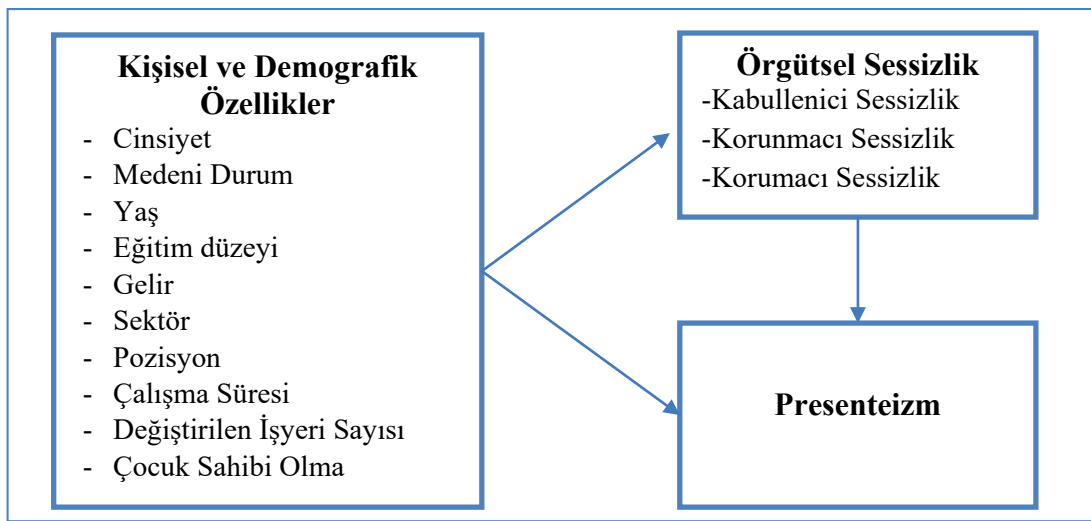 Kişisel ve Demografik
Özellikler
- Cinsiyet
- Medeni Durum
- Yaş
- Eğitim düzeyi
- Gelir
- Sektör
- Pozisyon
- Çalışma Süresi
- Değiştirilen İşyeri Sayısı
- Çocuk Sahibi Olma
Örgütsel Sessizlik
-Kabullenici Sessizlik
-Korunmacı Sessizlik
-Korumacı Sessizlik
Presenteizm